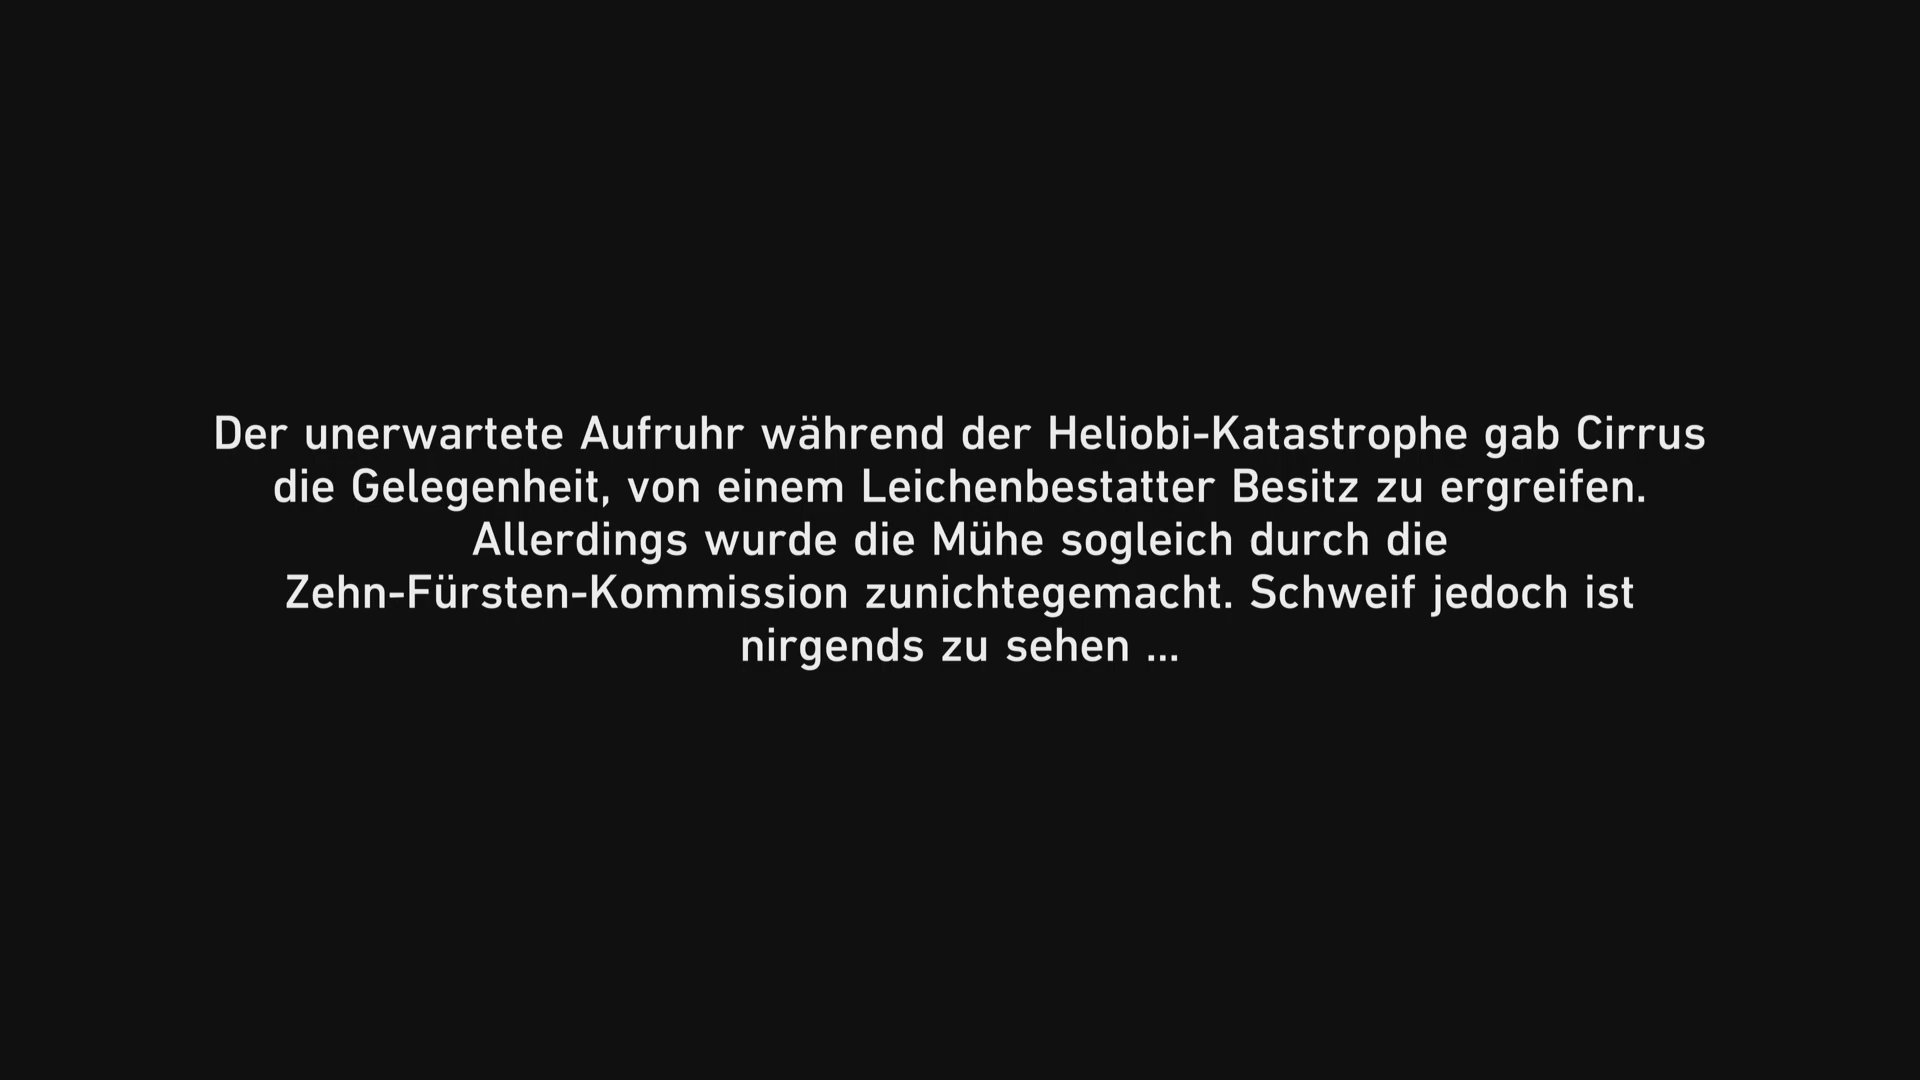 Der unerwartete Aufruhr während der Heliobi-Katastrophe gab Cirrus
die Gelegenheit, von einem Leichenbestatter Besitz zu ergreifen.
Allerdings wurde die Mühe sogleich durch die
Zehn-Fürsten-Kommission zunichtegemacht. Schweif jedoch ist
nirgends zu sehen ...